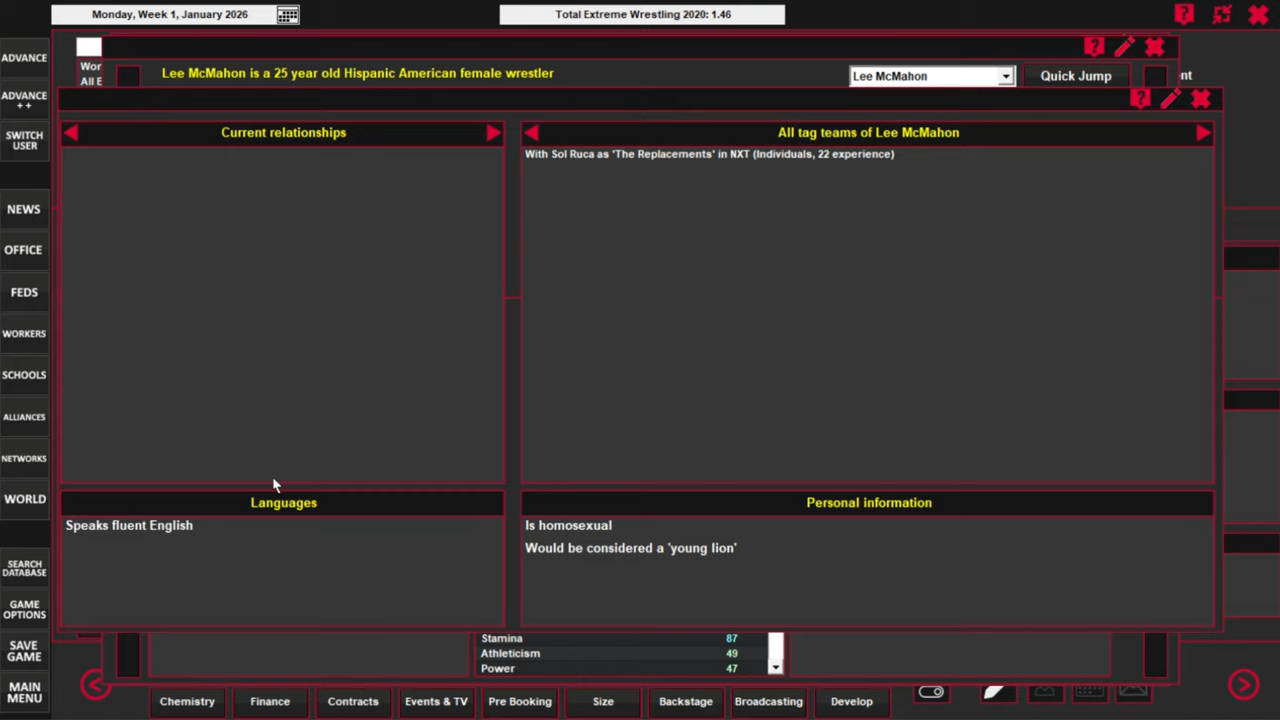 Monday, Week 1, January 2026
Total Extreme Wrestling 2020: 1.46
ADVANCE
ADVANCE
++
SWITCH
USER
NEWS
OFFICE
FEDS
WORKERS
SCHOOLS
ALLIANCES
NETWORKS
WORLD
SEARCH
DATABASE
GAME
OPTIONS
SAVE
GAME
MAIN
MENU
Wor
All E
Lee McMahon is a 25 year old Hispanic American female wrestler
Lee McMahon
Quick Jump
nt
Current relationships
All tag teams of Lee McMahon
With Sol Ruca as 'The Replacements' in NXT (Individuals, 22 experience)
Languages
Speaks fluent English
Personal information
Is homosexual
Would be considered a 'young lion'
Stamina 87
Athleticism 49
Power 47
Chemistry
Finance
Contracts
Events & TV
Pre Booking
Size
Backstage
Broadcasting
Develop